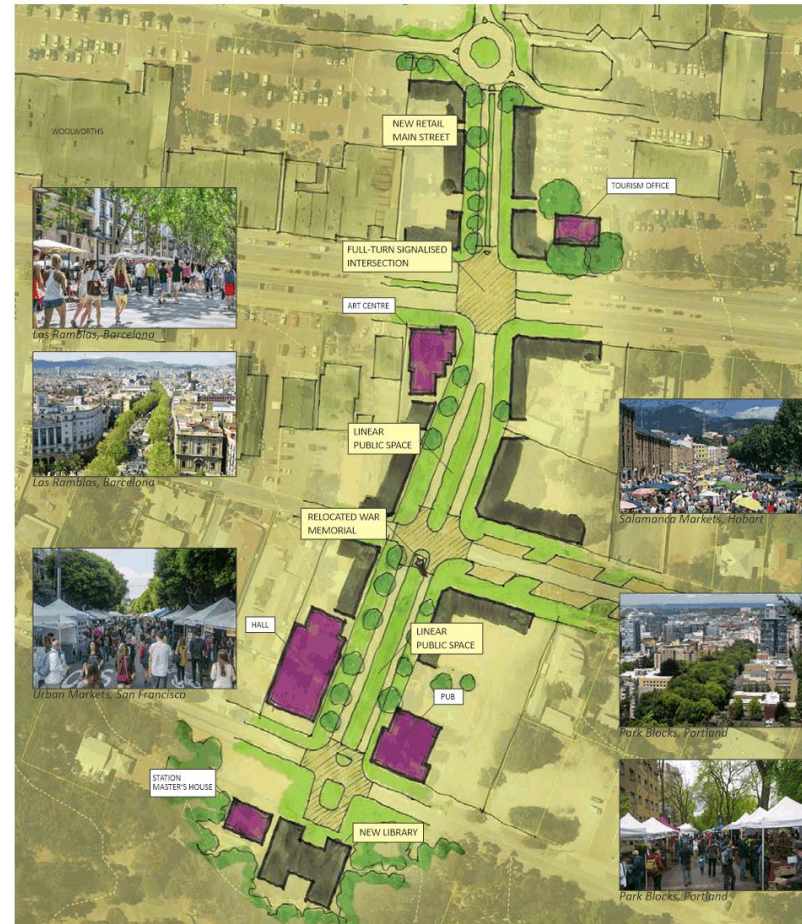 WOOLWORTHS
NEW RETAIL
MAIN STREET
TOURISM OFFICE
FULL-TURN SIGNALISED
INTERSECTION
ART CENTRE
Las Ramblas, Barcelona
LINEAR
PUBLIC SPACE
Las Ramblas, Barcelona
Salamanca Markets, Hobart
RELOCATED WAR
MEMORIAL
HALL
LINEAR
PUBLIC SPACE
Urban Markets, San Francisco
PUB
Park Blocks, Portland
STATION
MASTER'S HOUSE
NEW LIBRARY
Park Blocks, Portland